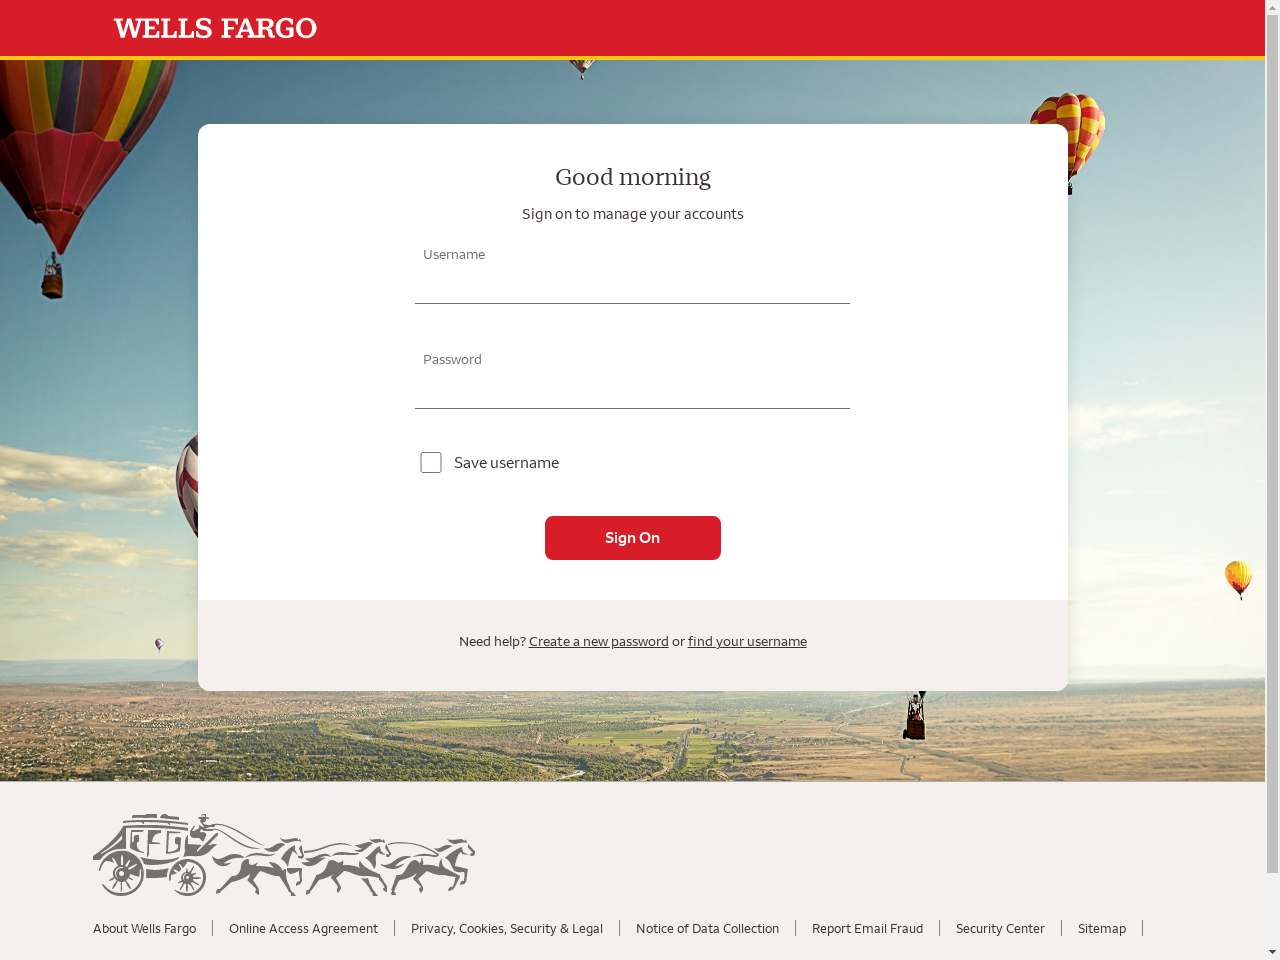 WELLS FARGO
Good morning
Sign on to manage your accounts
Username
Password
Save username
Sign On
Need help? Create a new password or find your username
About Wells Fargo
Online Access Agreement
Privacy, Cookies, Security & Legal
Notice of Data Collection
Report Email Fraud
Security Center
Sitemap